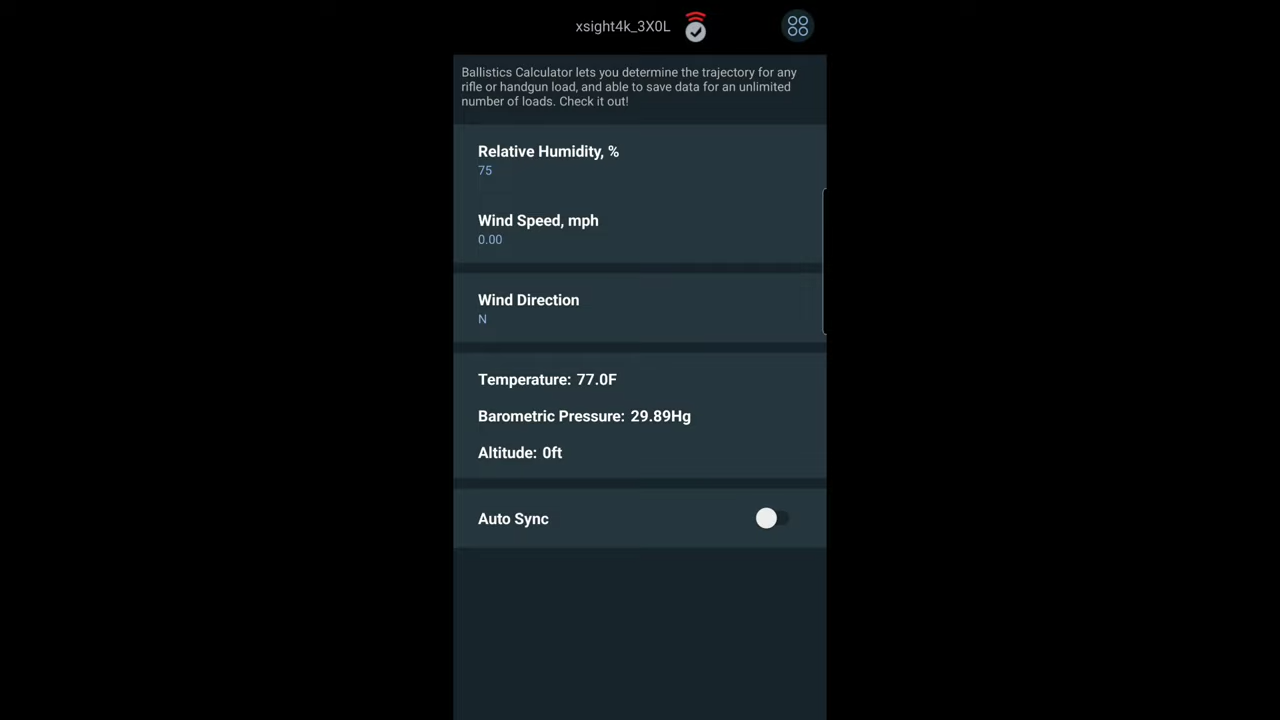 xsight4k_3X0L
Ballistics Calculator lets you determine the trajectory for any
rifle or handgun load, and able to save data for an unlimited
number of loads. Check it out!
Relative Humidity, %
75
Wind Speed, mph
0.00
Wind Direction
N
Temperature: 77.0F
Barometric Pressure: 29.89Hg
Altitude: 0ft
Auto Sync